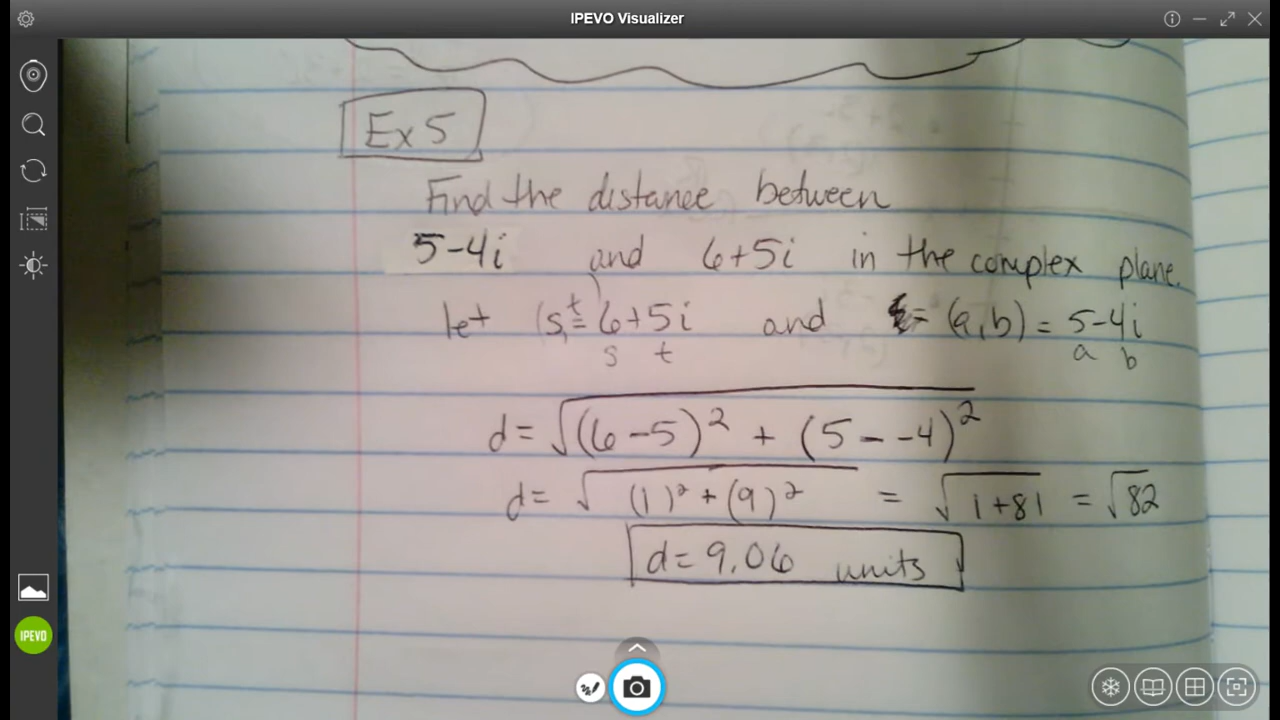 IPEVO Visualizer
Ex 5
Find the distance between
5-4i and 6+5i in the complex plane.
let (s, t = 6+5i and = (a,b) = 5-4i
s t a b
d = √(6-5)² + (5--4)²
d = √(1)² + (9)² = √1+81 = √82
d = 9.06 units
IPEVO